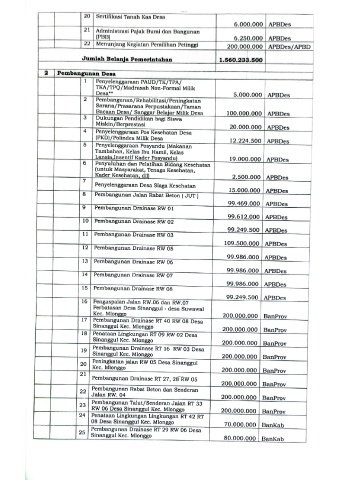 20 Sertifikasi Tanah Kas Desa 6.000.000 APBDes
21 Administrasi Pajak Bumi dan Bangunan
(PBB) 6.250.000 APBDes
22 Menunjang Kegiatan Pemilihan Petinggi 200.000.000 APBDes/APBD
Jumlah Belanja Pemerintahan 1.560.233.500
2 Pembangunan Desa
1 Penyelenggaraan PAUD/TK/TPA/
TKA/TPQ/Madrasah Non-Formal Milik
Desa** 5.000.000 APBDes
2 Pembangunan/Rehabilitasi/Peningkatan
Sarana/Prasarana Perpustakaan/Taman
Bacaan Desa/ Sanggar Belajar Milik Desa 100.000.000 APBDes
3 Dukungan Pendidikan bagi Siswa
Miskin/Berprestasi 20.000.000 APBDes
4 Penyelenggaraan Pos Kesehatan Desa
(PKD)/Polindes Milik Desa 12.224.500 APBDes
5 Penyelenggaraan Posyandu (Makanan
Tambahan, Kelas Ibu Hamil, Kelas
Lansia,Insentif Kader Posyandu) 19.000.000 APBDes
6 Penyuluhan dan Pelatihan Bidang Kesehatan
(untuk Masyarakat, Tenaga Kesehatan,
Kader Kesehatan, dll) 2.500.000 APBDes
7 Penyelenggaraan Desa Siaga Kesehatan 15.000.000 APBDes
8 Pembangunan Jalan Rabat Beton ( JUT ) 99.469.000 APBDes
9 Pembangunan Drainase RW 01 99.612.000 APBDes
10 Pembangunan Drainase RW 02 99.249.500 APBDes
11 Pembangunan Drainase RW 03 109.500.000 APBDes
12 Pembangunan Drainase RW 05 99.986.000 APBDes
13 Pembangunan Drainase RW 06 99.986.000 APBDes
14 Pembangunan Drainase RW 07 99.986.000 APBDes
15 Pembangunan Drainase RW 08 99.249.500 APBDes
16 Pengaspalan Jalan RW.06 dan RW.07
Perbatasan Desa Sinanggul - desa Suwawal
Kec. Mlonggo 200.000.000 BanProv
17 Pembangunan Drainase RT 40 RW 08 Desa
Sinanggul Kec. Mlonggo 200.000.000 BanProv
18 Penataan Lingkungan RT 09 RW 02 Desa
Sinanggul Kec. Mlonggo 200.000.000 BanProv
19 Pembangunan Drainase RT 16 RW 03 Desa
Sinanggul Kec. Mlonggo 200.000.000 BanProv
20 Peningkatan jalan RW 05 Desa Sinanggul
Kec. Mlonggo 200.000.000 BanProv
21 Pembangunan Drainase RT 27, 28 RW 05 200.000.000 BanProv
22 Pembangunan Rabat Beton dan Senderan
Jalan RW. 04 200.000.000 BanProv
23 Pembangunan Talut/Senderan Jalan RT 33
RW 06 Desa Sinanggul Kec. Mlonggo 200.000.000 BanProv
24 Penataan Lingkungan Lingkungan RT 42 RT
08 Desa Sinanggul Kec. Mlonggo 70.000.000 BanKab
25 Pembangunan Drainase RT 29 RW 06 Desa
Sinanggul Kec. Mlonggo 80.000.000 BanKab